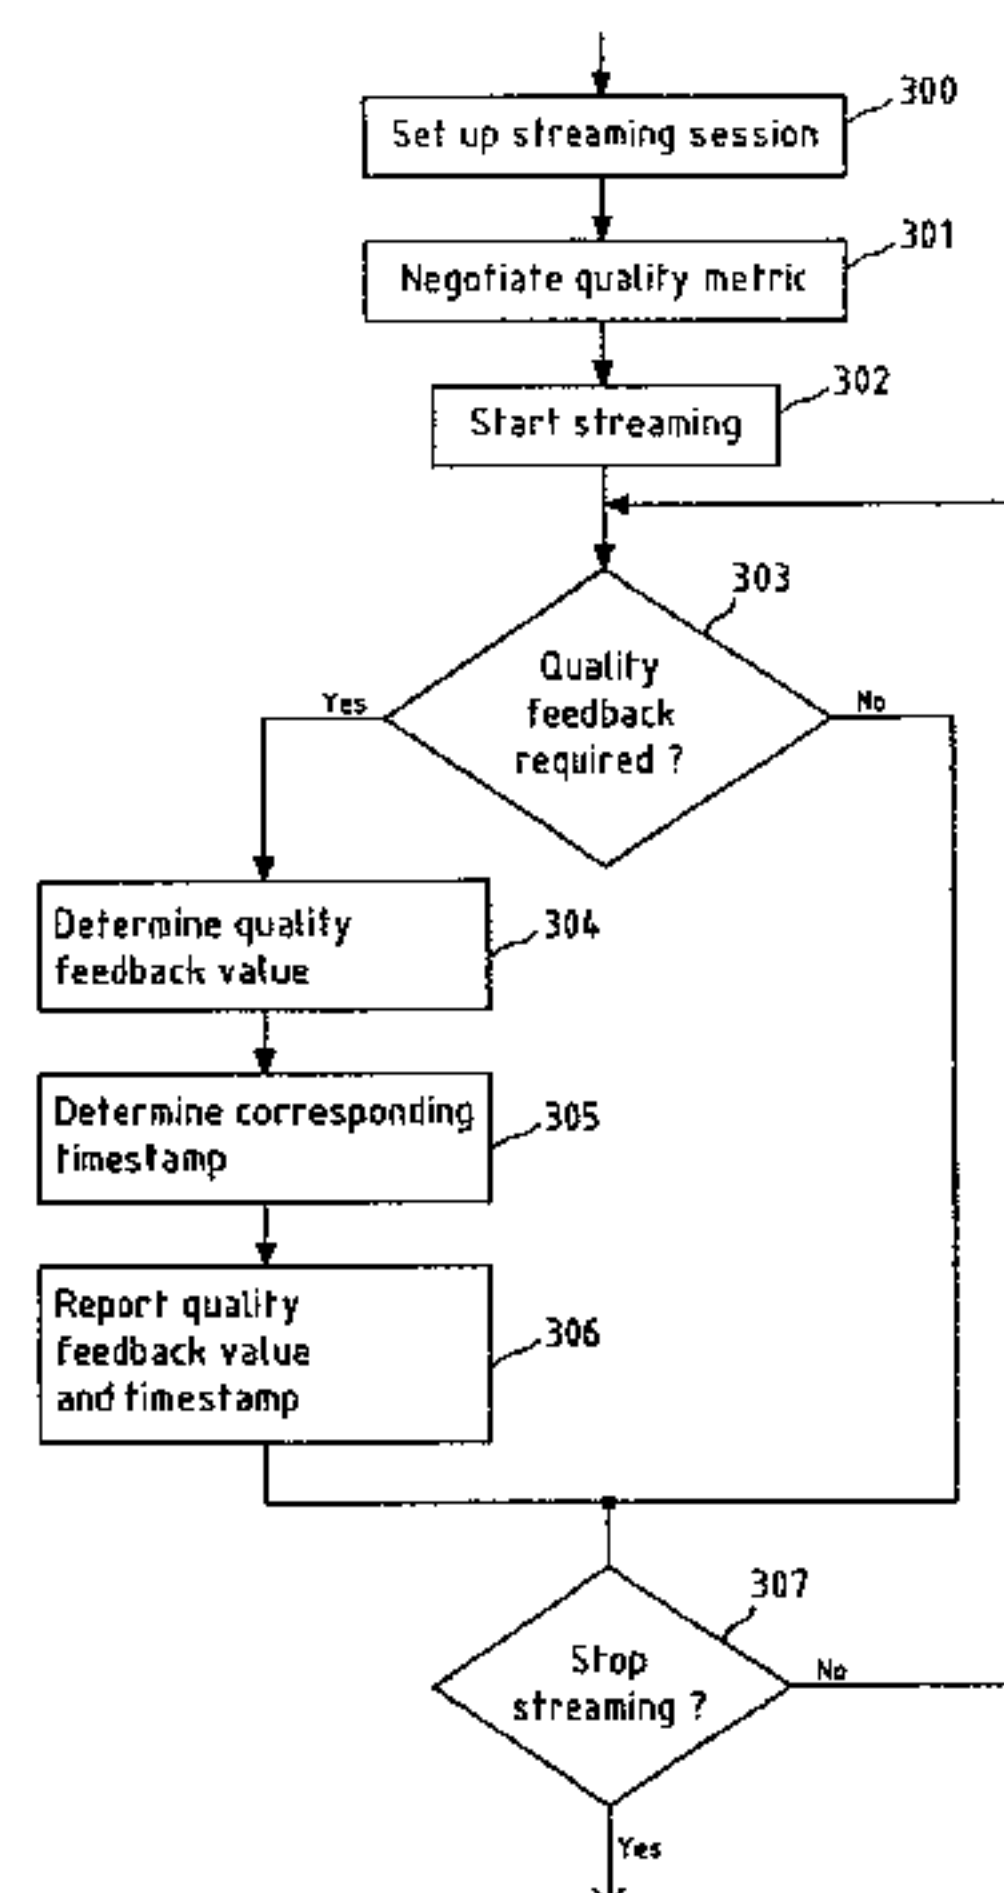 300
Set up streaming session
301
Negotiate quality metric
302
Start streaming
303
Quality
feedback
required ?
Yes
No
Determine quality
feedback value
304
Determine corresponding
timestamp
305
Report quality
feedback value
and timestamp
306
307
Stop
streaming ?
No
Yes